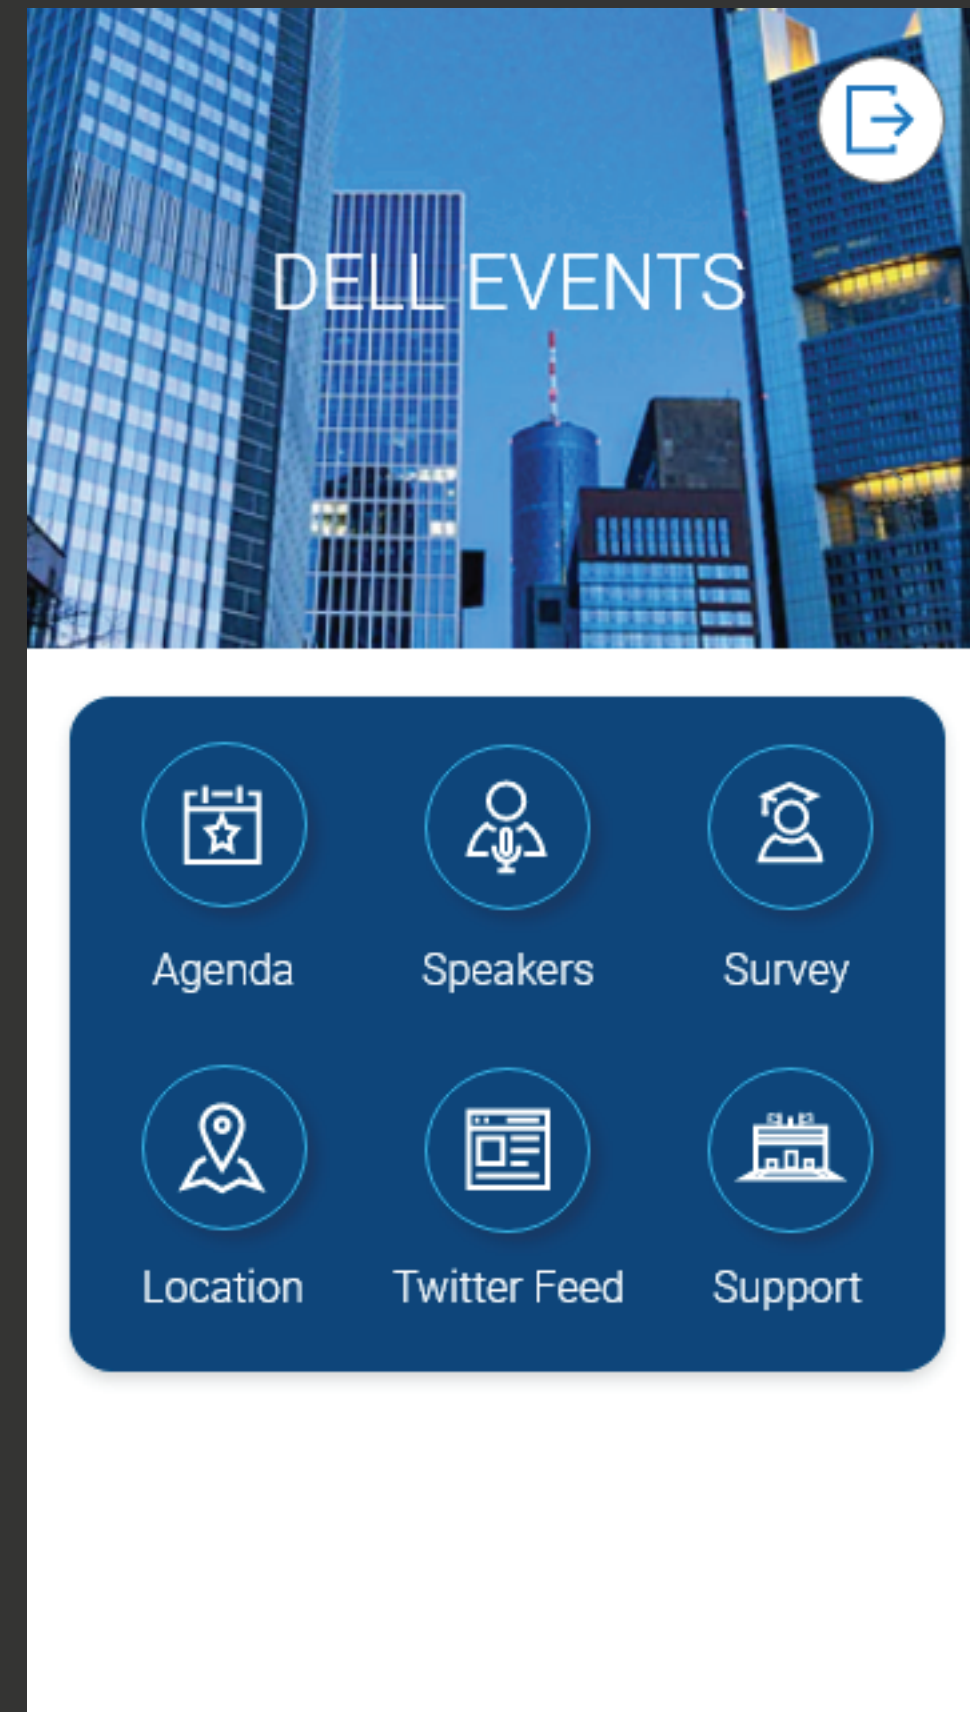 DELL EVENTS
Agenda
Speakers
Survey
Location
Twitter Feed
Support